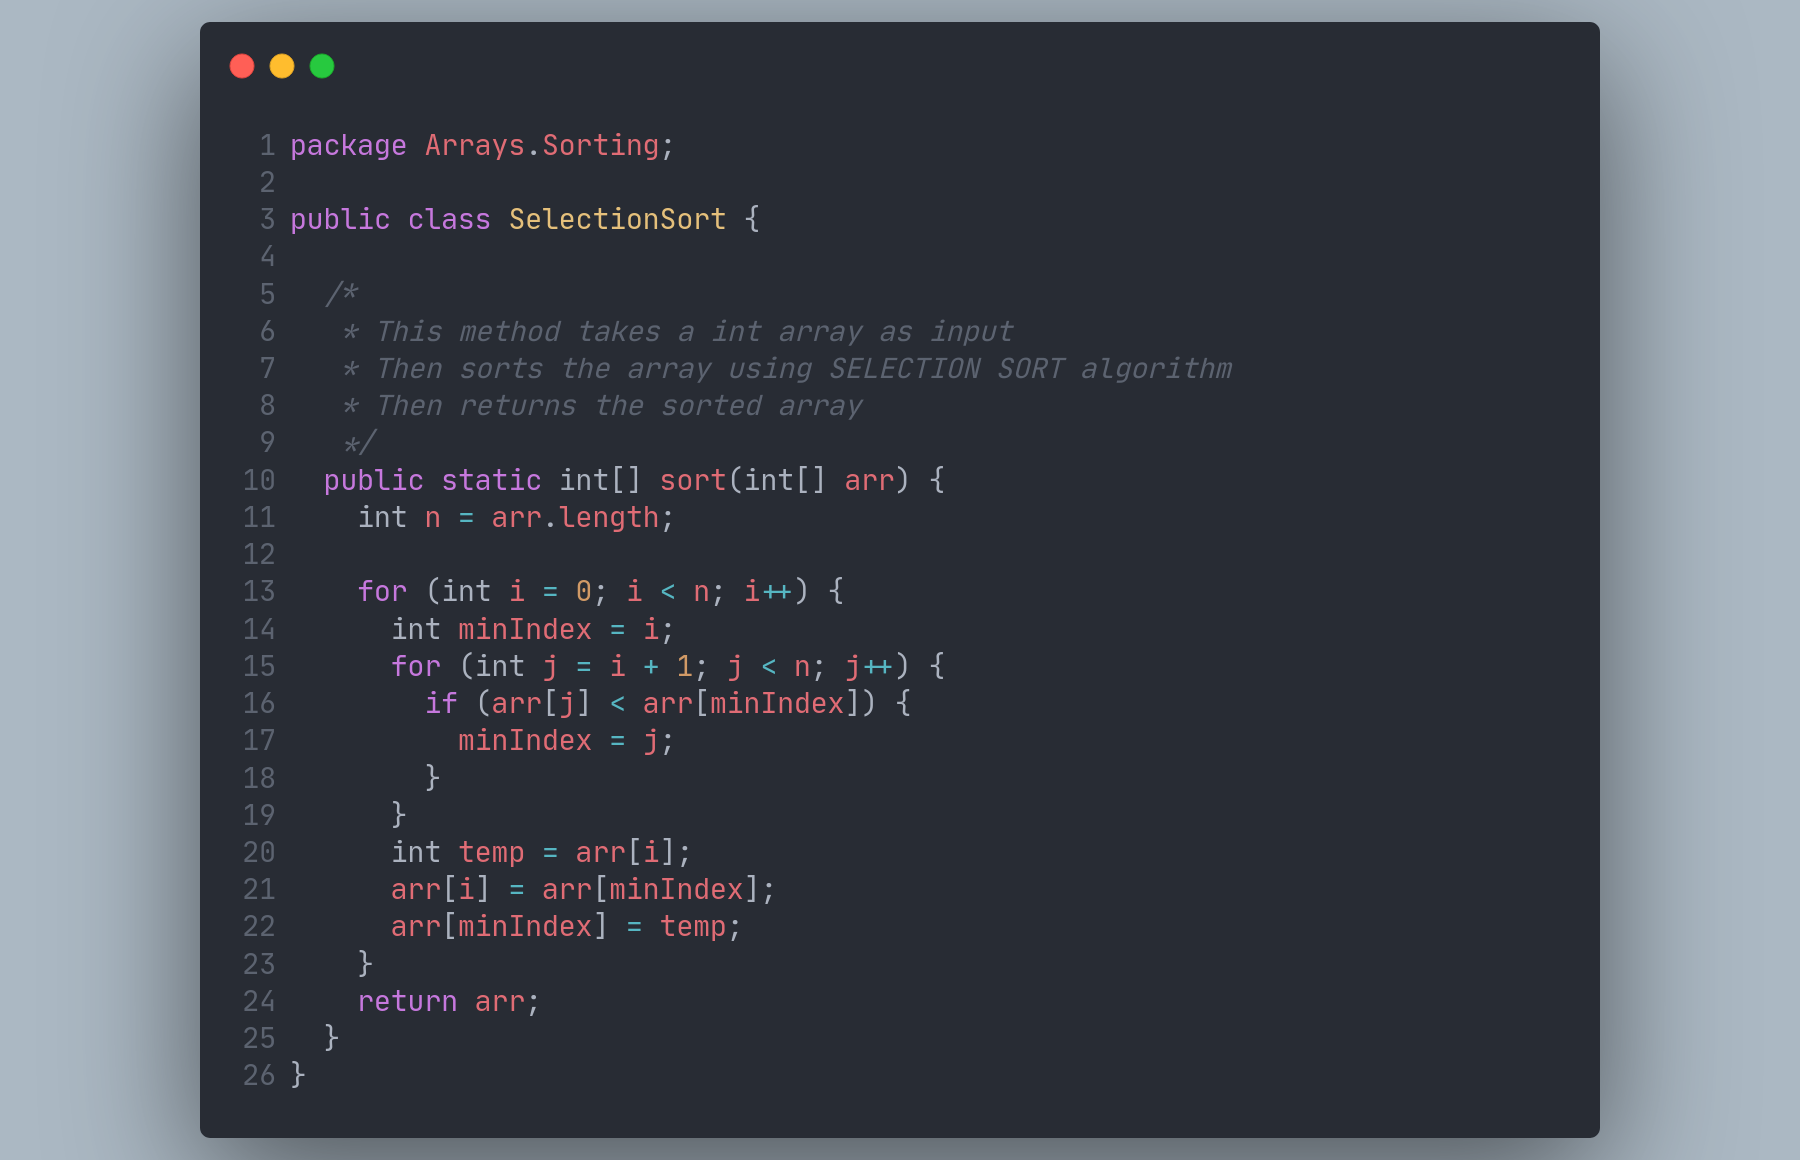 1 package Arrays.Sorting;
2
3 public class SelectionSort {
4
5   /*
6    * This method takes a int array as input
7    * Then sorts the array using SELECTION SORT algorithm
8    * Then returns the sorted array
9    */
10   public static int[] sort(int[] arr) {
11     int n = arr.length;
12
13     for (int i = 0; i < n; i++) {
14       int minIndex = i;
15       for (int j = i + 1; j < n; j++) {
16         if (arr[j] < arr[minIndex]) {
17           minIndex = j;
18         }
19       }
20       int temp = arr[i];
21       arr[i] = arr[minIndex];
22       arr[minIndex] = temp;
23     }
24     return arr;
25   }
26 }